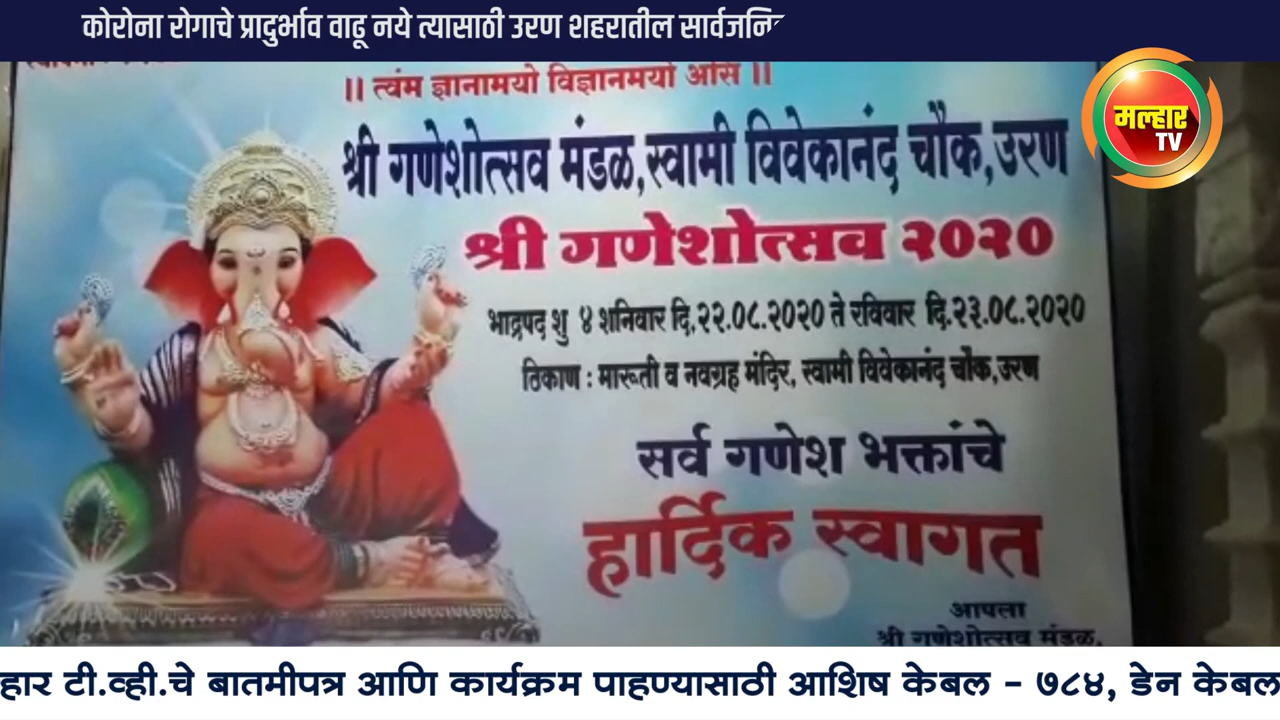 कोरोना रोगाचे प्रादुर्भाव वाढू नये त्यासाठी उरण शहरातील
मल्हार
TV
|| त्वंम ज्ञानामयो विज्ञानमयो असि ||
श्री गणेशोत्सव मंडळ,स्वामी विवेकानंद चौक,उरण
श्री गणेशोत्सव २०२०
भाद्रपद शु ४ शनिवार दि.२२.०८.२०२० ते रविवार दि.२३.०८.२०२०
ठिकाण : मारूती व नवग्रह मंदिर, स्वामी विवेकानंद चौक,उरण
सर्व गणेश भक्तांचे
हार्दिक स्वागत
आपला
श्री गणेशोत्सव मंडळ,
हार टी.व्ही.चे बातमीपत्र आणि कार्यक्रम पाहण्यासाठी आशिष केबल - ७८४, डेन केबल